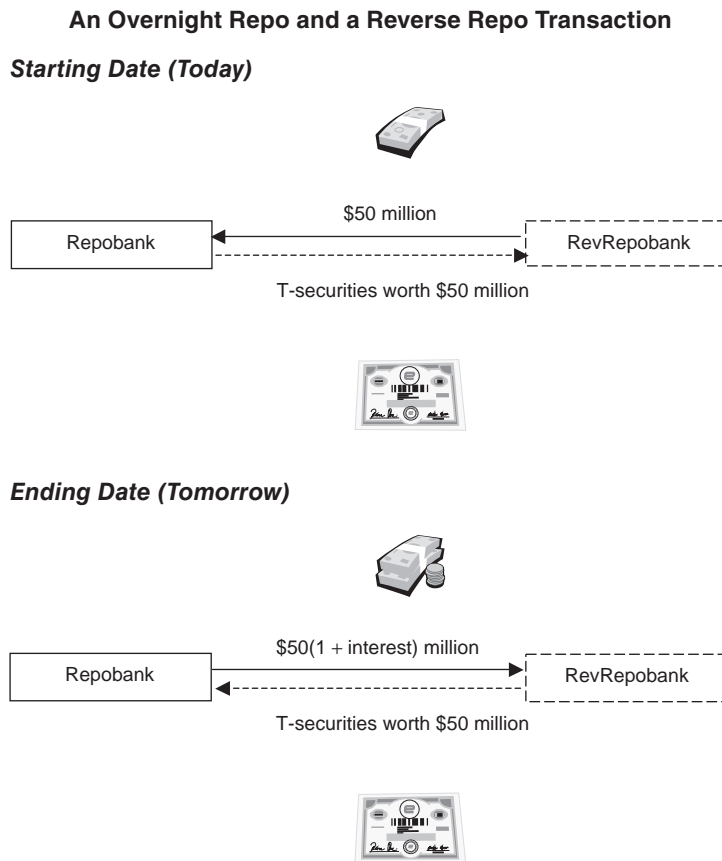 An Overnight Repo and a Reverse Repo Transaction
Starting Date (Today)
$50 million
Repobank
RevRepobank
T-securities worth $50 million
Ending Date (Tomorrow)
$50(1 + interest) million
Repobank
RevRepobank
T-securities worth $50 million